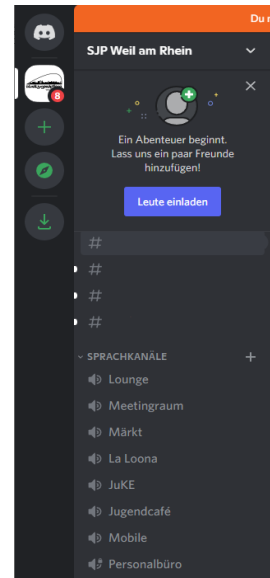 Du
SJP Weil am Rhein
8
Ein Abenteuer beginnt.
Lass uns ein paar Freunde
hinzufügen!
Leute einladen
#
#
#
#
SPRACHKANÄLE
Lounge
Meetingraum
Märkt
La Loona
JuKE
Jugendcafé
Mobile
Personalbüro